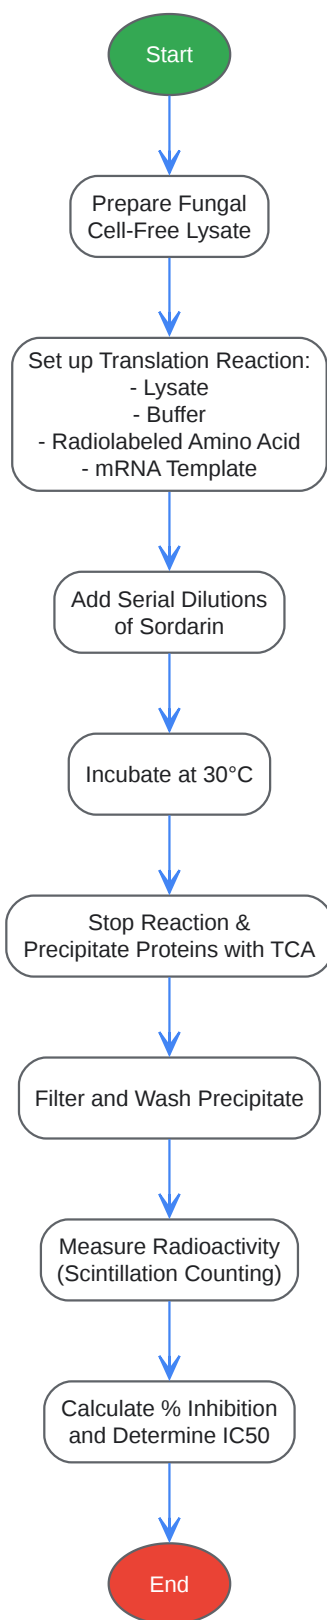 Start
Prepare Fungal
Cell-Free Lysate
Set up Translation Reaction:
- Lysate
- Buffer
- Radiolabeled Amino Acid
- mRNA Template
Add Serial Dilutions
of Sordarin
Incubate at 30°C
Stop Reaction &
Precipitate Proteins with TCA
Filter and Wash Precipitate
Measure Radioactivity
(Scintillation Counting)
Calculate % Inhibition
and Determine IC50
End